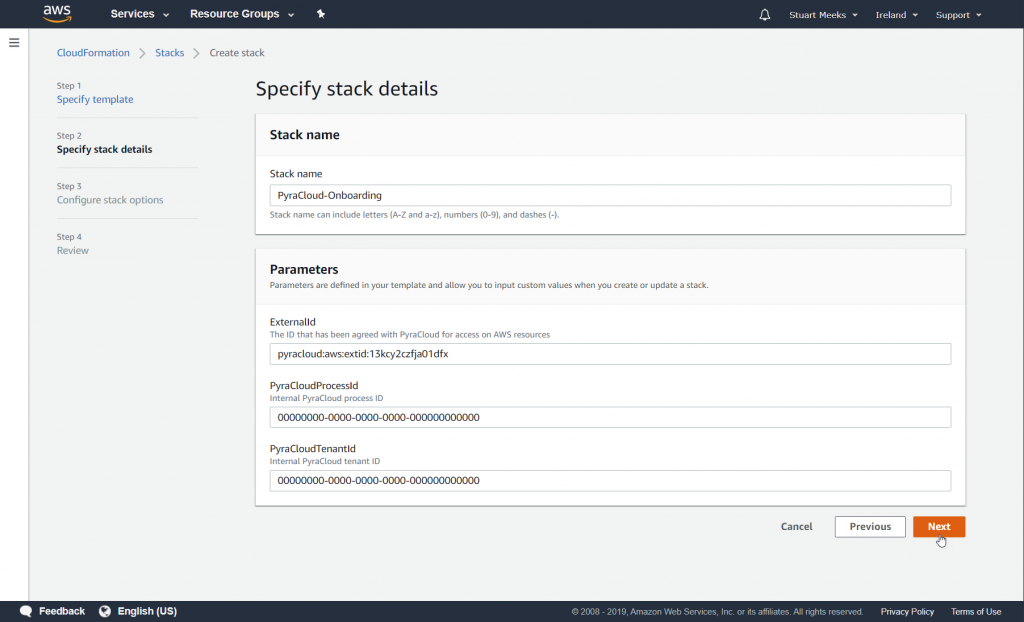 aws Services Resource Groups Stuart Meeks Ireland Support
CloudFormation Stacks Create stack
Step 1
Specify template
Step 2
Specify stack details
Step 3
Configure stack options
Step 4
Review
Specify stack details
Stack name
Stack name
PyraCloud-Onboarding
Stack name can include letters (A-Z and a-z), numbers (0-9), and dashes (-).
Parameters
Parameters are defined in your template and allow you to input custom values when you create or update a stack.
ExternalId
The ID that has been agreed with PyraCloud for access on AWS resources
pyracloud:aws:extid:13kcy2czfja01dfx
PyraCloudProcessId
Internal PyraCloud process ID
00000000-0000-0000-0000-000000000000
PyraCloudTenantId
Internal PyraCloud tenant ID
00000000-0000-0000-0000-000000000000
Cancel Previous Next
Feedback English (US) © 2008 - 2019, Amazon Web Services, Inc. or its affiliates. All rights reserved. Privacy Policy Terms of Use